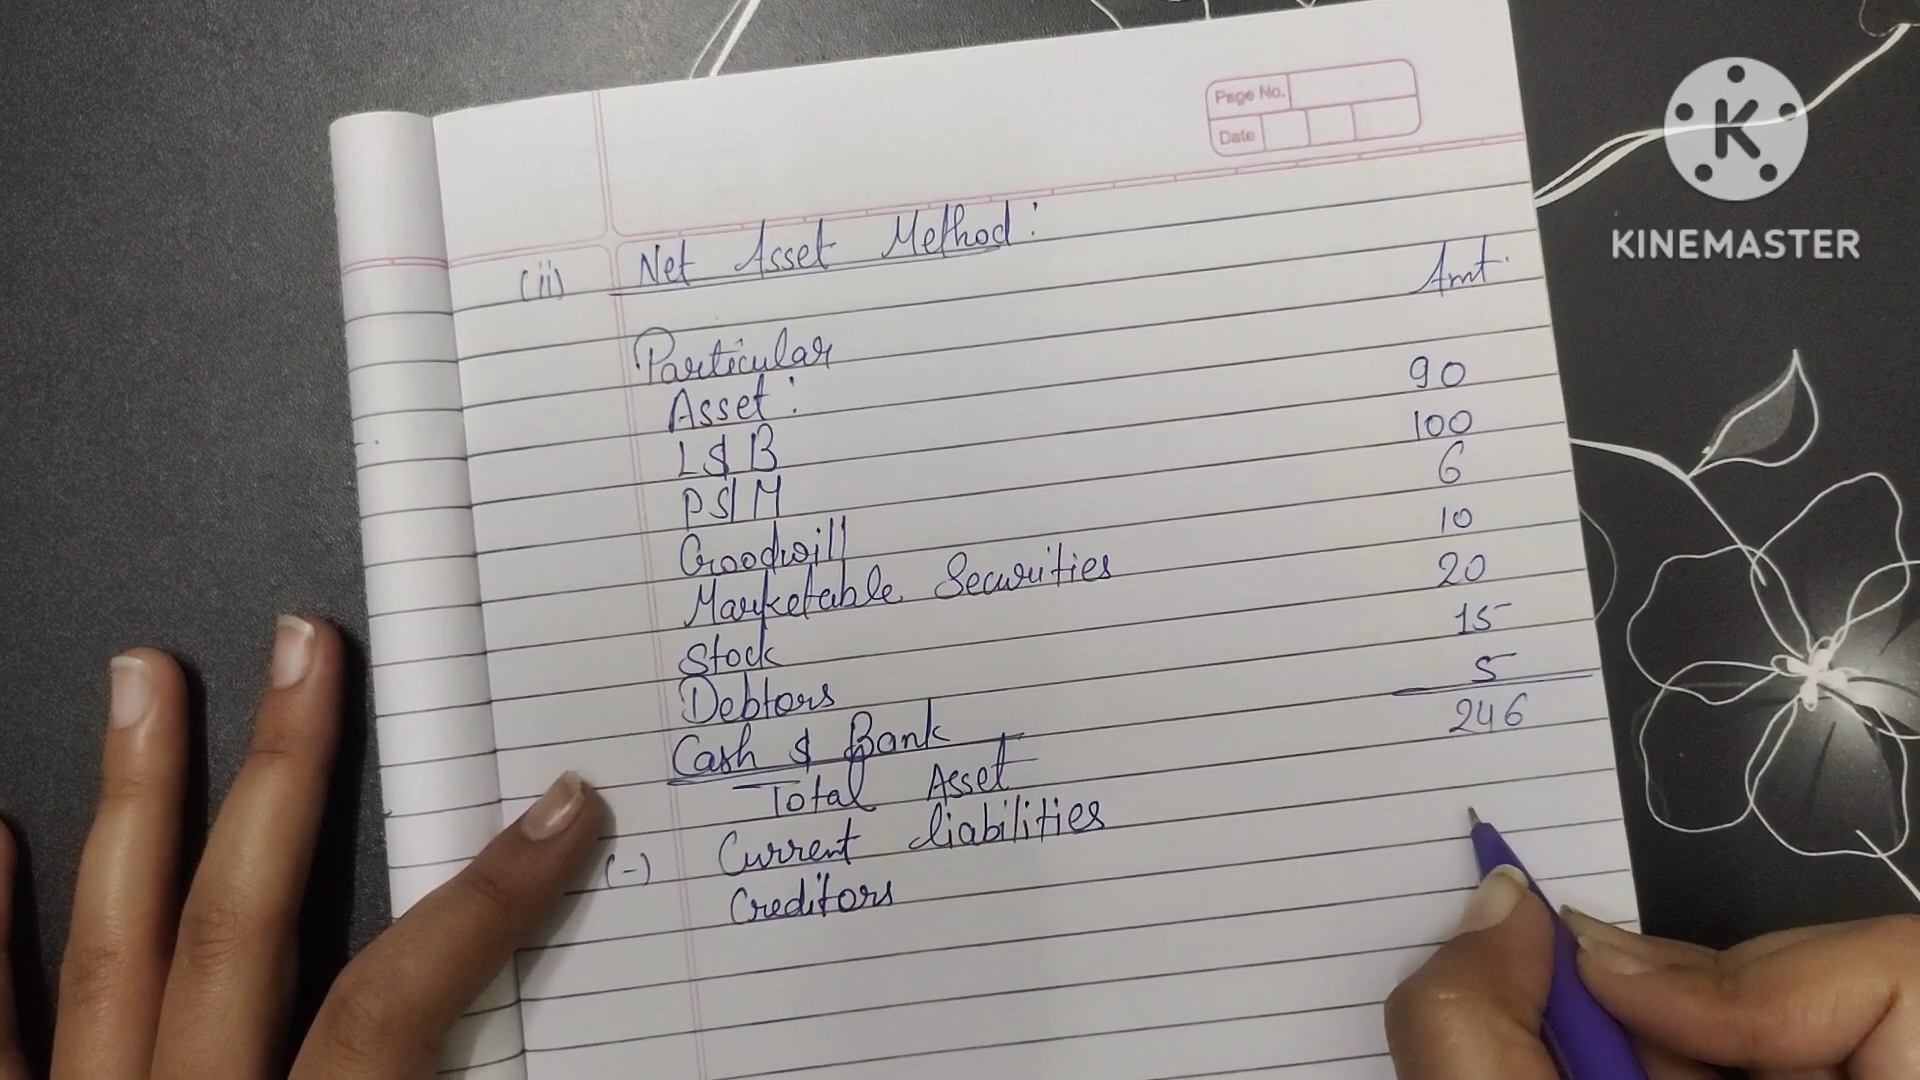 Page No.
Date
K
KINEMASTER
(ii) Net Asset Method:
Particular Amt.
Asset:
L & B 90
P & M 100
Goodwill 6
Marketable Securities 10
Stock 20
Debtors 15
Cash & Bank 5
Total Asset 246
(-) Current liabilities
Creditors